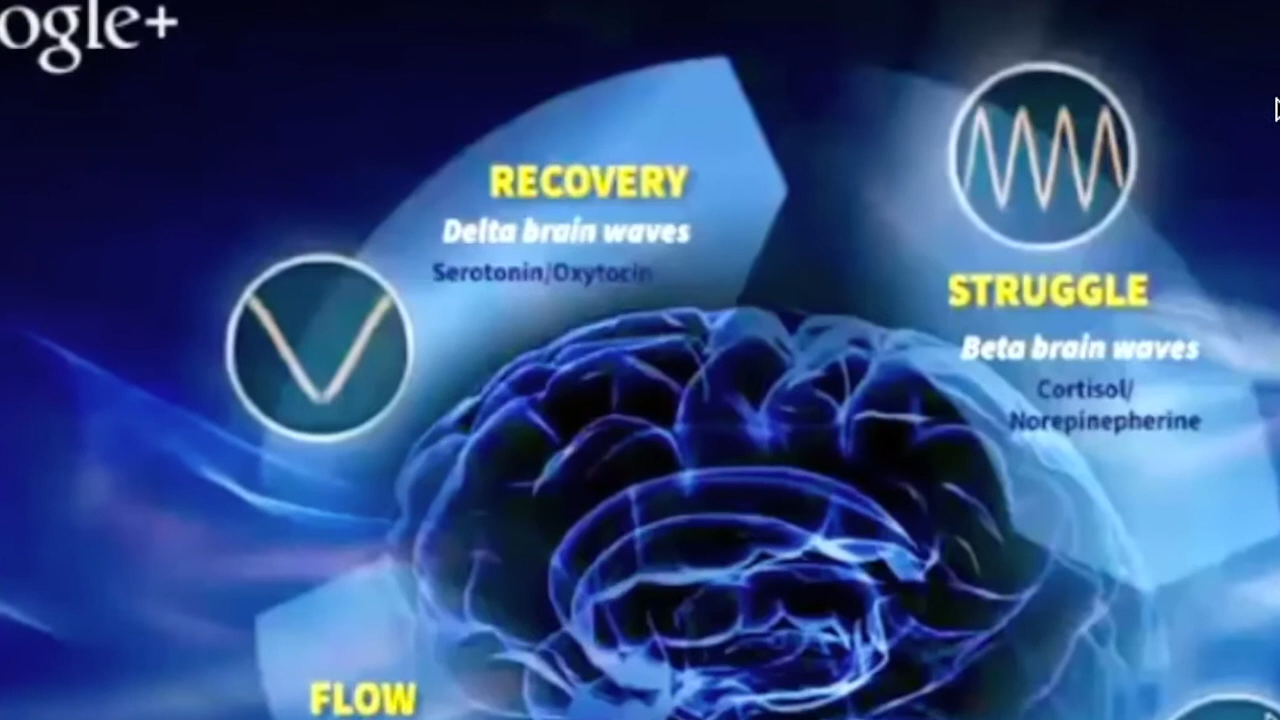 ogle+
RECOVERY
Delta brain waves
Serotonin/Oxytocin
STRUGGLE
Beta brain waves
Cortisol/
Norepinepherine
FLOW